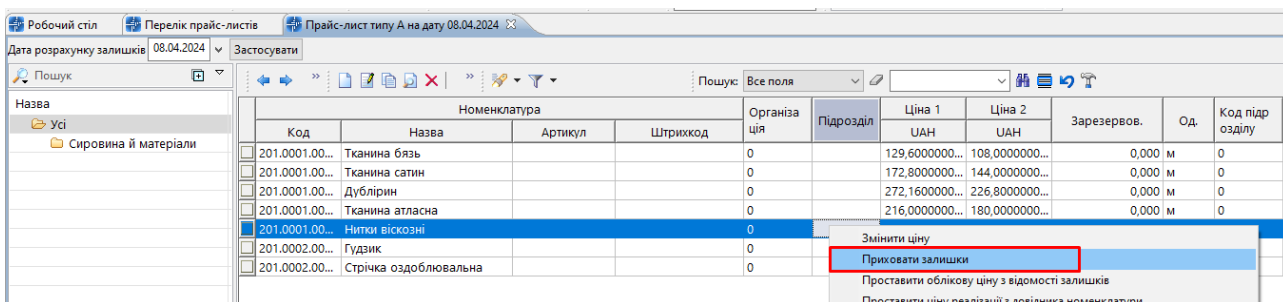 Робочий стіл Перелік прайс-листів Прайс-лист типу А на дату 08.04.2024
Дата розрахунку залишків 08.04.2024 Застосувати
Пошук » » Пошук: Все поля
Назва
Усі
Сировина й матеріали
Номенклатура Організа ція Підрозділ Ціна 1 Ціна 2 Зарезервов. Од. Код підр озділу
Код Назва Артикул Штрихкод UAH UAH
201.0001.00... Тканина бязь 0 129,6000000... 108,0000000... 0,000 м 0
201.0001.00... Тканина сатин 0 172,8000000... 144,0000000... 0,000 м 0
201.0001.00... Дублірин 0 272,1600000... 226,8000000... 0,000 м 0
201.0001.00... Тканина атласна 0 216,0000000... 180,0000000... 0,000 м 0
201.0001.00... Нитки віскозні 0
201.0002.00... Гудзик 0
201.0002.00... Стрічка оздоблювальна 0
Змінити ціну
Приховати залишки
Проставити облікову ціну з відомості залишків
Проставити ціну реалізації з довідника номенклатури